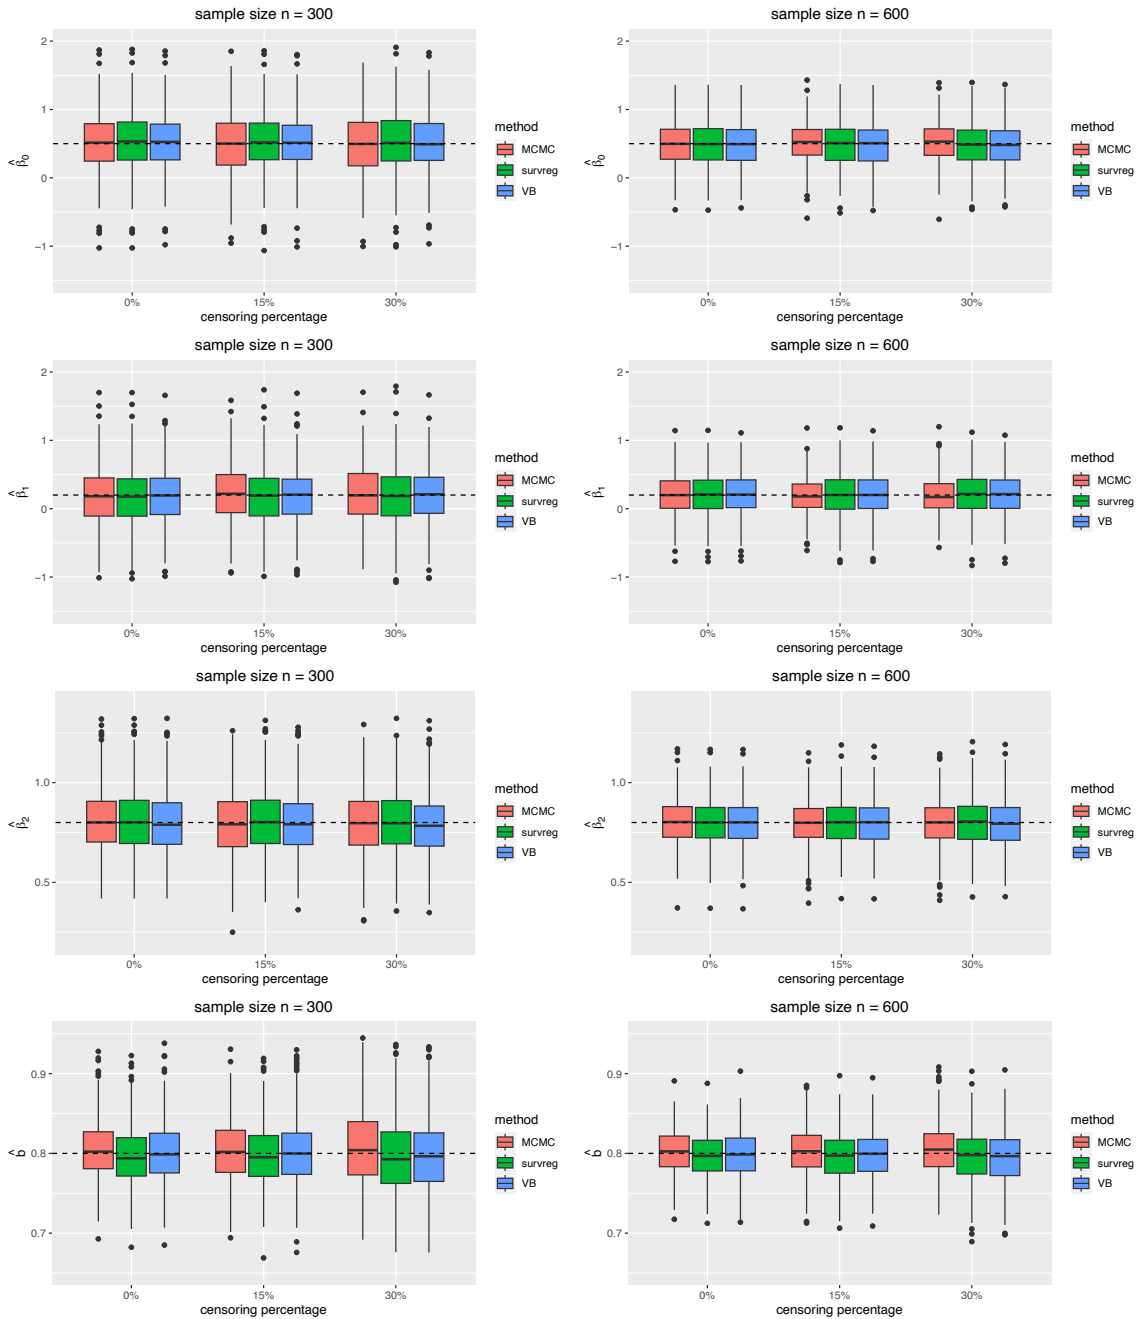 sample size n = 300
2
1
0
−1
β̂0
0%
15%
30%
censoring percentage
method
MCMC
survreg
VB
sample size n = 600
2
1
0
−1
β̂0
0%
15%
30%
censoring percentage
method
MCMC
survreg
VB
sample size n = 300
2
1
0
−1
β̂1
0%
15%
30%
censoring percentage
method
MCMC
survreg
VB
sample size n = 600
2
1
0
−1
β̂1
0%
15%
30%
censoring percentage
method
MCMC
survreg
VB
sample size n = 300
1.0
0.5
β̂2
0%
15%
30%
censoring percentage
method
MCMC
survreg
VB
sample size n = 600
1.0
0.5
β̂2
0%
15%
30%
censoring percentage
method
MCMC
survreg
VB
sample size n = 300
0.9
0.8
0.7
b̂
0%
15%
30%
censoring percentage
method
MCMC
survreg
VB
sample size n = 600
0.9
0.8
0.7
b̂
0%
15%
30%
censoring percentage
method
MCMC
survreg
VB